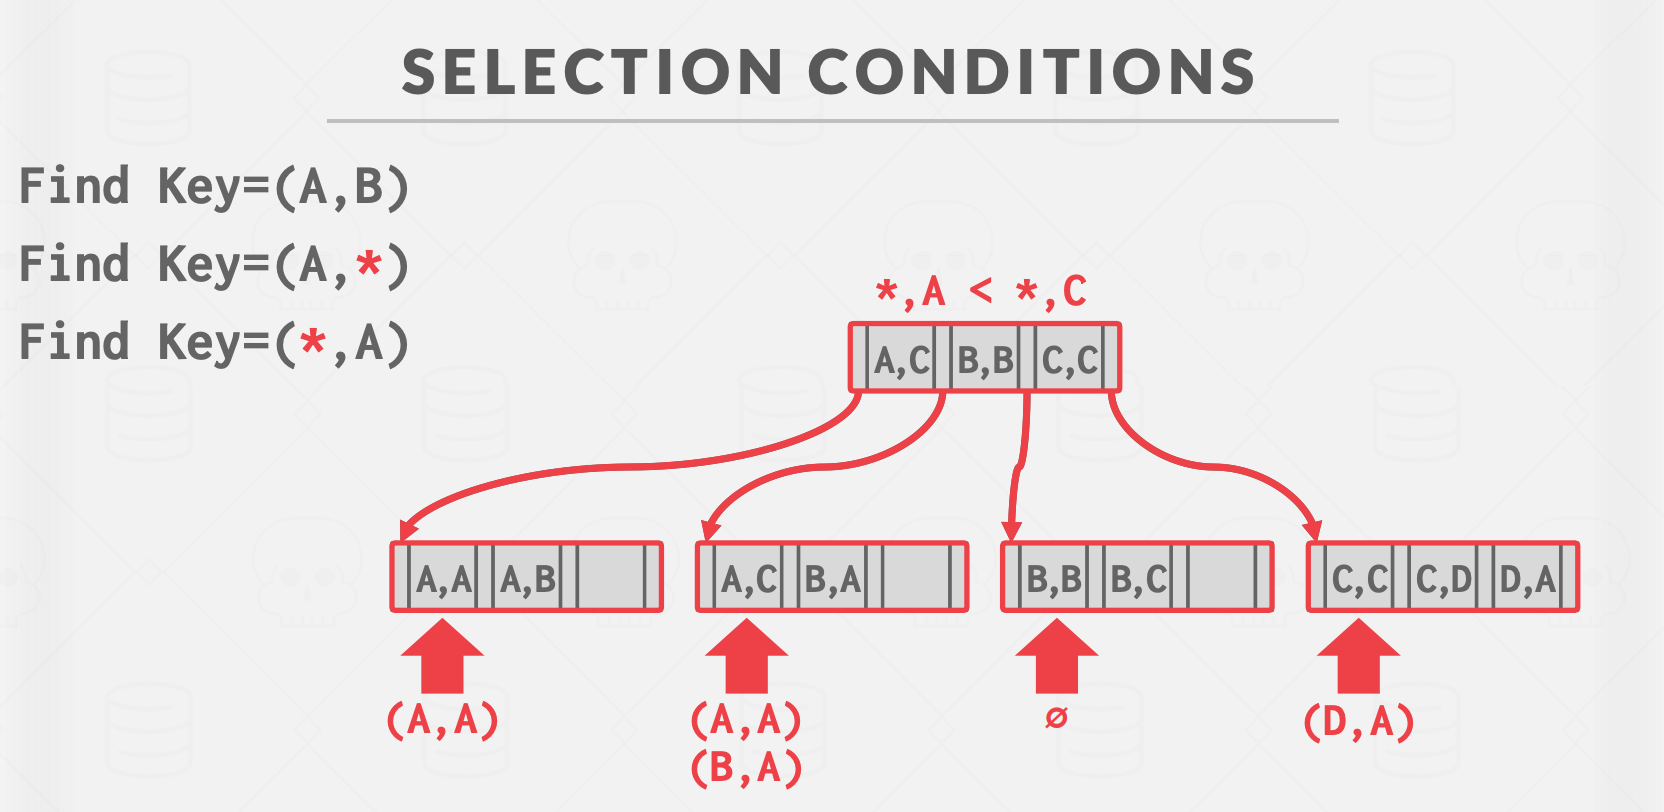 SELECTION CONDITIONS
Find Key=(A,B)
Find Key=(A,*)
Find Key=(*,A)
*,A < *,C
A,C B,B C,C
A,A A,B
A,C B,A
B,B B,C
C,C C,D D,A
(A,A)
(A,A)
(B,A)
∅
(D,A)